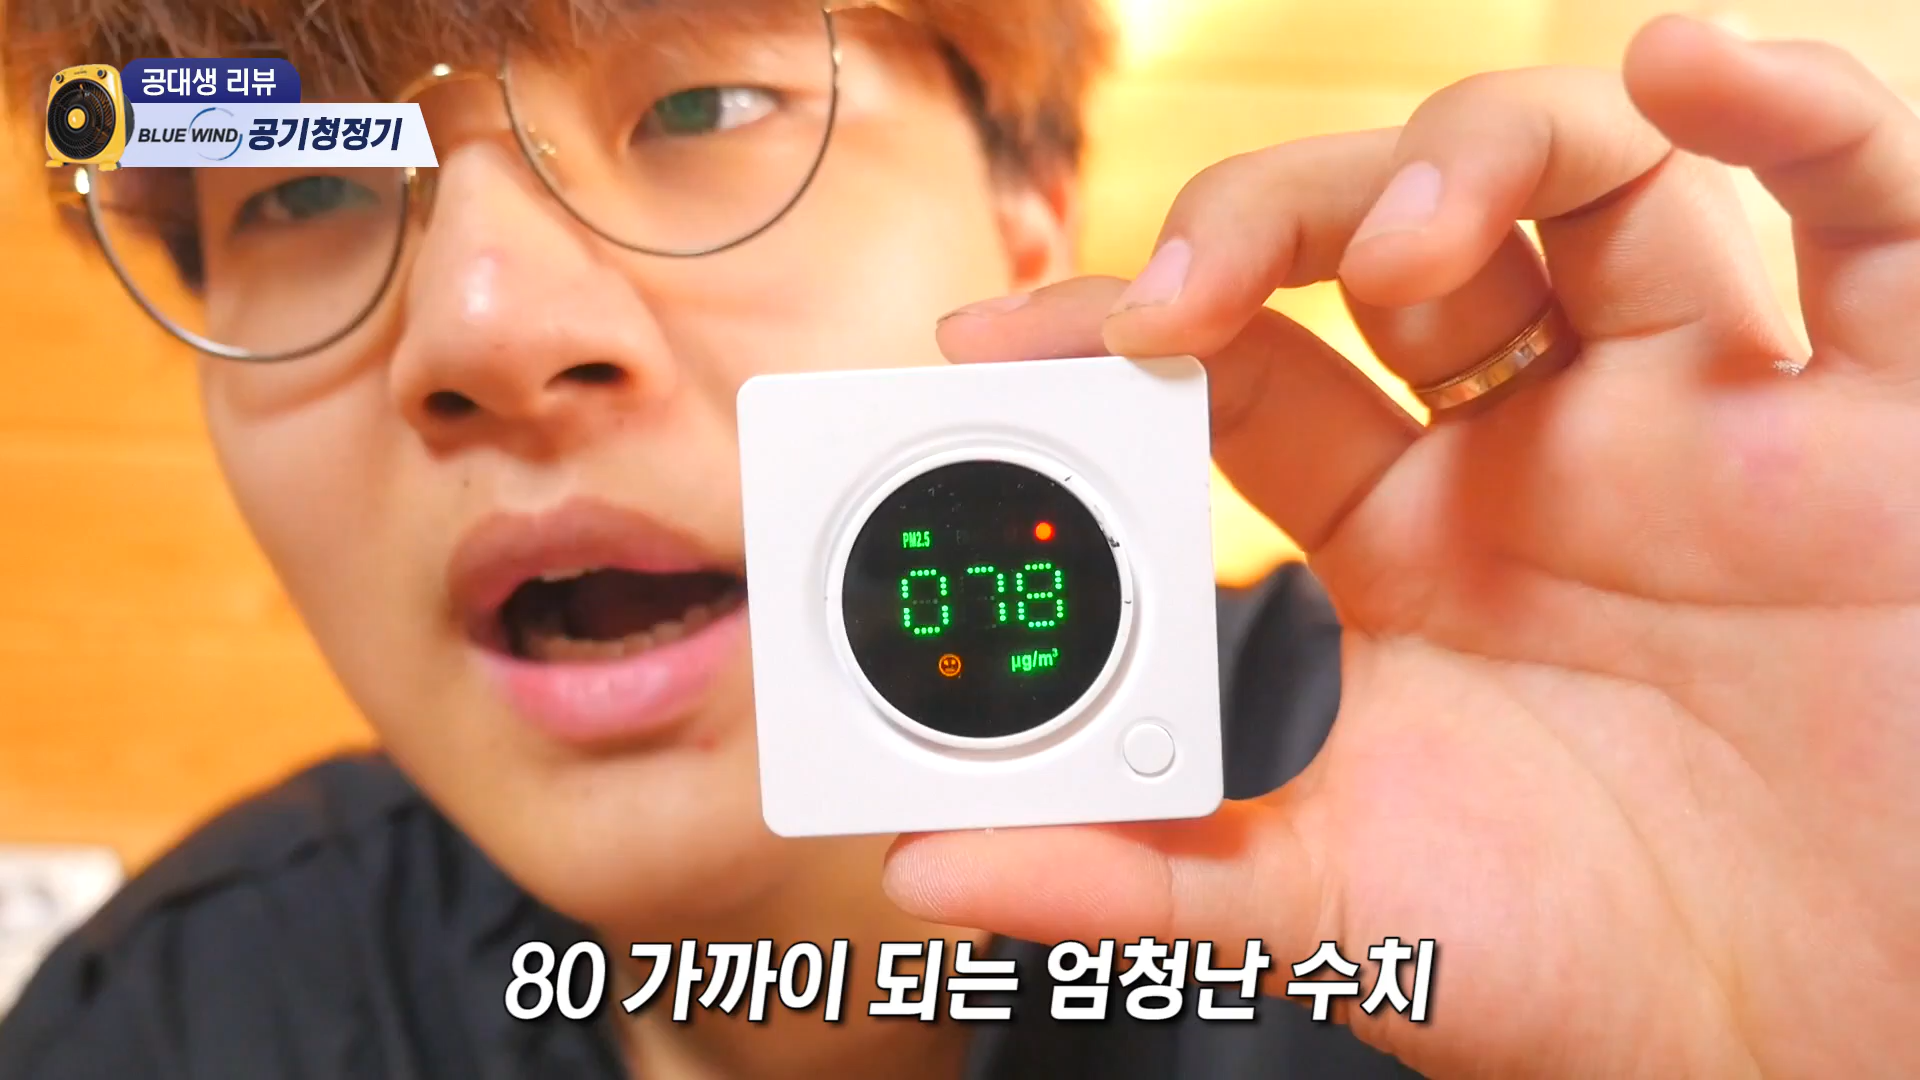 공대생 리뷰
BLUE WIND 공기청정기
PM2.5
078
μg/m³
80 가까이 되는 엄청난 수치